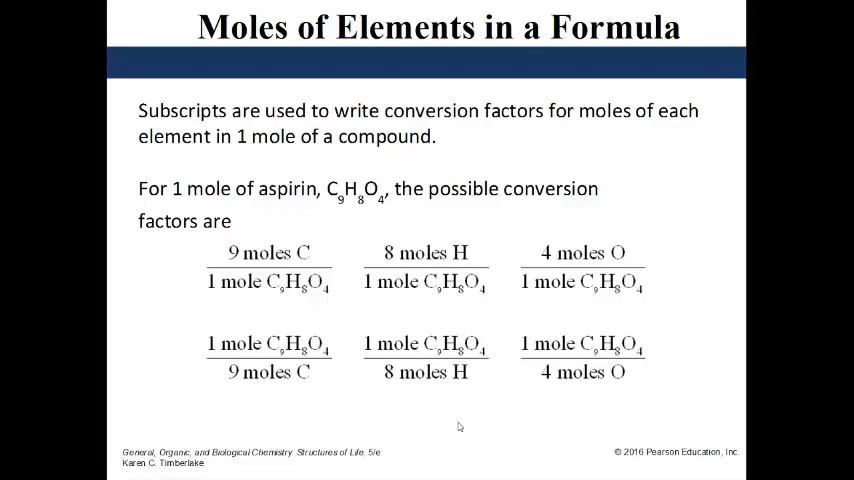 Moles of Elements in a Formula
Subscripts are used to write conversion factors for moles of each
element in 1 mole of a compound.
For 1 mole of aspirin, C₉H₈O₄, the possible conversion
factors are
9 moles C 8 moles H 4 moles O
1 mole C₉H₈O₄ 1 mole C₉H₈O₄ 1 mole C₉H₈O₄
1 mole C₉H₈O₄ 1 mole C₉H₈O₄ 1 mole C₉H₈O₄
9 moles C 8 moles H 4 moles O
General, Organic, and Biological Chemistry: Structures of Life, 5/e © 2016 Pearson Education, Inc.
Karen C. Timberlake